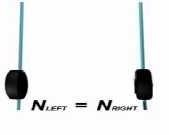 NLEFT = NRIGHT